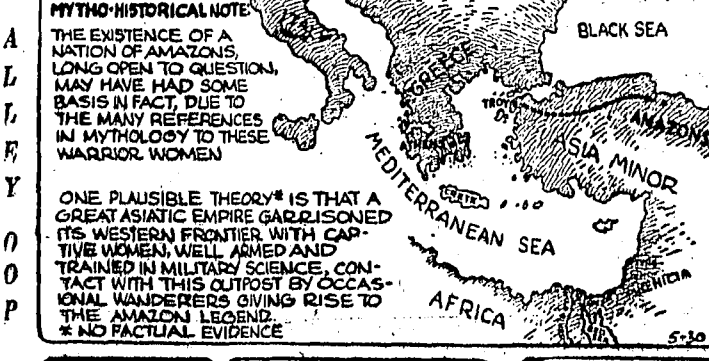 ALLEY OOP
MYTHO-HISTORICAL NOTE:
THE EXISTENCE OF A
NATION OF AMAZONS,
LONG OPEN TO QUESTION,
MAY HAVE HAD SOME
BASIS IN FACT, DUE TO
THE MANY REFERENCES
IN MYTHOLOGY TO THESE
WARRIOR WOMEN
ONE PLAUSIBLE THEORY* IS THAT A
GREAT ASIATIC EMPIRE GARRISONED
ITS WESTERN FRONTIER WITH CAP-
TIVE WOMEN, WELL ARMED AND
TRAINED IN MILITARY SCIENCE, CON-
TACT WITH THIS OUTPOST BY OCCAS-
IONAL WANDERERS GIVING RISE TO
THE AMAZON LEGEND.
* NO FACTUAL EVIDENCE
BLACK SEA
GREECE
TROY
AMAZONS
ASIA MINOR
ATHENS
MEDITERRANEAN SEA
CRETE
AFRICA
5-30